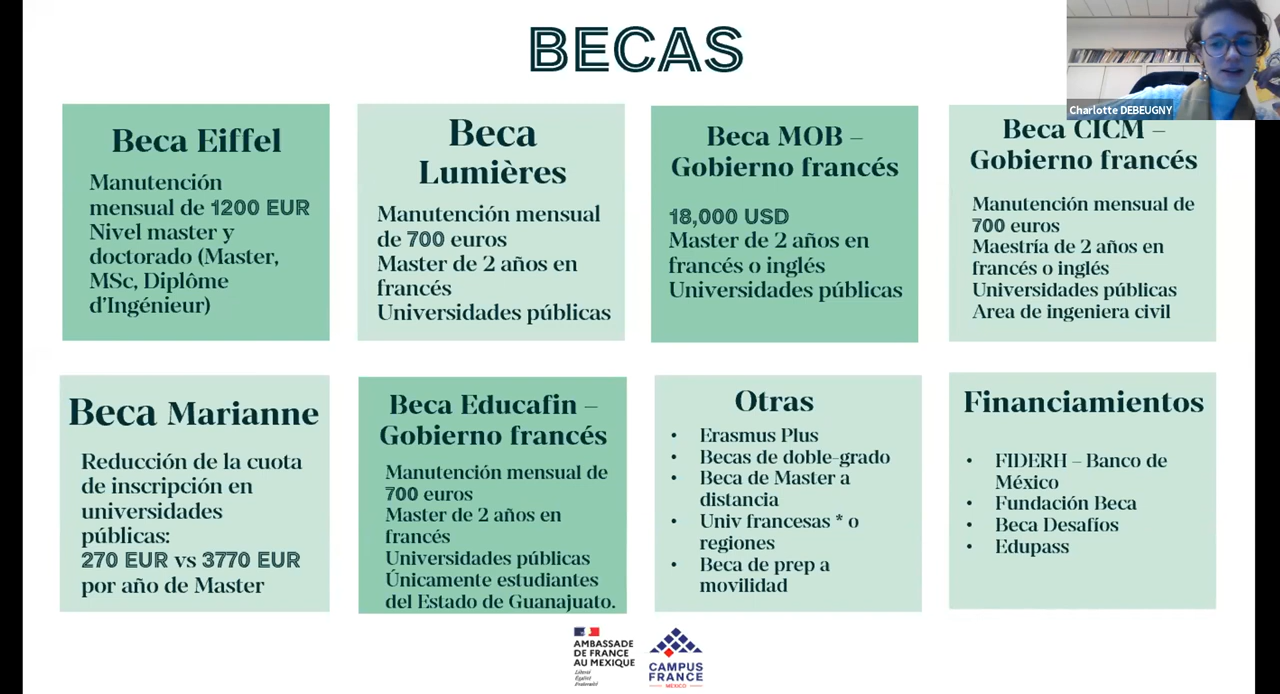 BECAS
Charlotte DEBEUGNY
Beca Eiffel
Manutención
mensual de 1200 EUR
Nivel master y
doctorado (Master,
MSc, Diplôme
d'Ingénieur)
Beca
Lumières
Manutención mensual
de 700 euros
Master de 2 años en
francés
Universidades públicas
Beca MOB –
Gobierno francés
18,000 USD
Master de 2 años en
francés o inglés
Universidades públicas
Beca CICM –
Gobierno francés
Manutención mensual de
700 euros
Maestría de 2 años en
francés o inglés
Universidades públicas
Area de ingeniera civil
Beca Marianne
Reducción de la cuota
de inscripción en
universidades
públicas:
270 EUR vs 3770 EUR
por año de Master
Beca Educafin –
Gobierno francés
Manutención mensual de
700 euros
Master de 2 años en
francés
Universidades públicas
Únicamente estudiantes
del Estado de Guanajuato.
Otras
• Erasmus Plus
• Becas de doble-grado
• Beca de Master a
distancia
• Univ francesas * o
regiones
• Beca de prep a
movilidad
Financiamientos
• FIDERH – Banco de
México
• Fundación Beca
• Beca Desafíos
• Edupass
AMBASSADE
DE FRANCE
AU MEXIQUE
Liberté
Égalité
Fraternité
CAMPUS
FRANCE
MEXICO